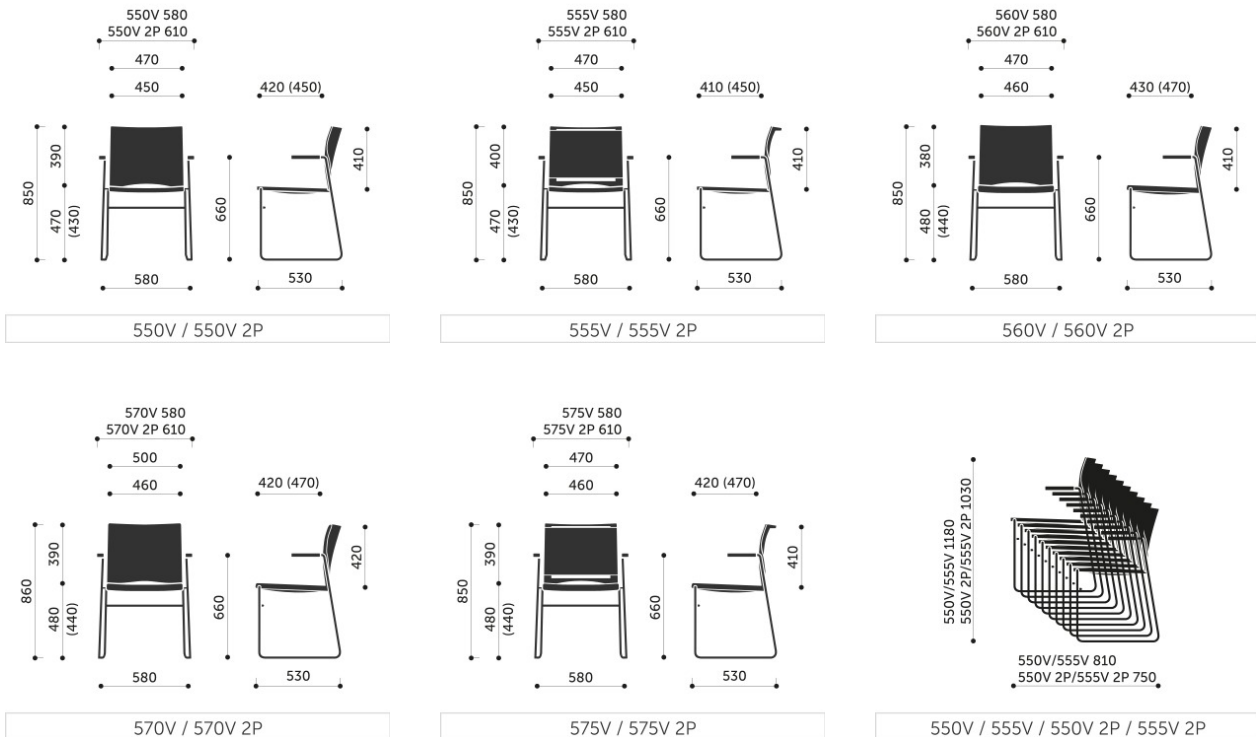 550V 580
550V 2P 610
470
450
420 (450)
850
390
470
(430)
660
410
580
530
550V / 550V 2P
555V 580
555V 2P 610
470
450
410 (450)
850
400
470
(430)
660
410
580
530
555V / 555V 2P
560V 580
560V 2P 610
470
460
430 (470)
850
380
480
(440)
660
410
580
530
560V / 560V 2P
570V 580
570V 2P 610
500
460
420 (470)
860
390
480
(440)
660
420
580
530
570V / 570V 2P
575V 580
575V 2P 610
470
460
420 (470)
850
390
480
(440)
660
410
580
530
575V / 575V 2P
550V/555V 1180
550V 2P/555V 2P 1030
550V/555V 810
550V 2P/555V 2P 750
550V / 555V / 550V 2P / 555V 2P